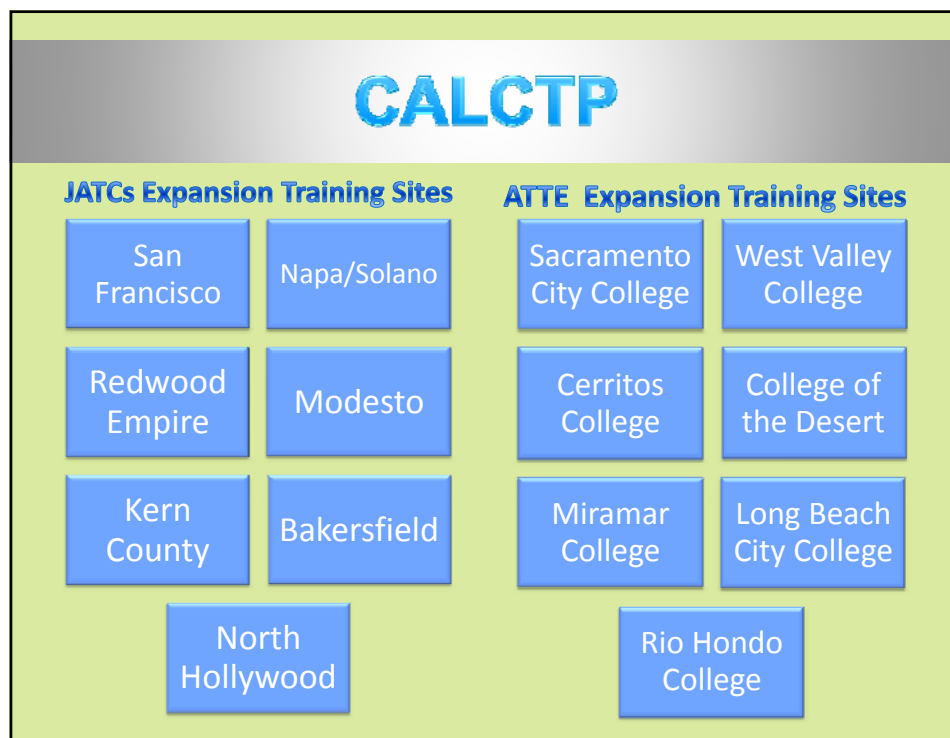 CALCTP
JATCs Expansion Training Sites
San
Francisco
Napa/Solano
Redwood
Empire
Modesto
Kern
County
Bakersfield
North
Hollywood
ATTE Expansion Training Sites
Sacramento
City College
West Valley
College
Cerritos
College
College of
the Desert
Miramar
College
Long Beach
City College
Rio Hondo
College